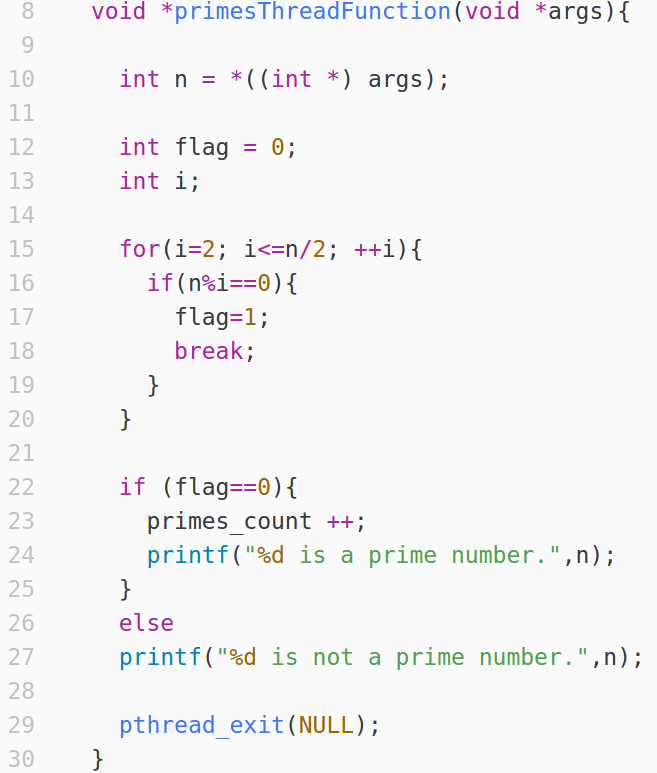 8 void *primesThreadFunction(void *args){
9
10 int n = *((int *) args);
11
12 int flag = 0;
13 int i;
14
15 for(i=2; i<=n/2; ++i){
16 if(n%i==0){
17 flag=1;
18 break;
19 }
20 }
21
22 if (flag==0){
23 primes_count ++;
24 printf("%d is a prime number.",n);
25 }
26 else
27 printf("%d is not a prime number.",n);
28
29 pthread_exit(NULL);
30 }